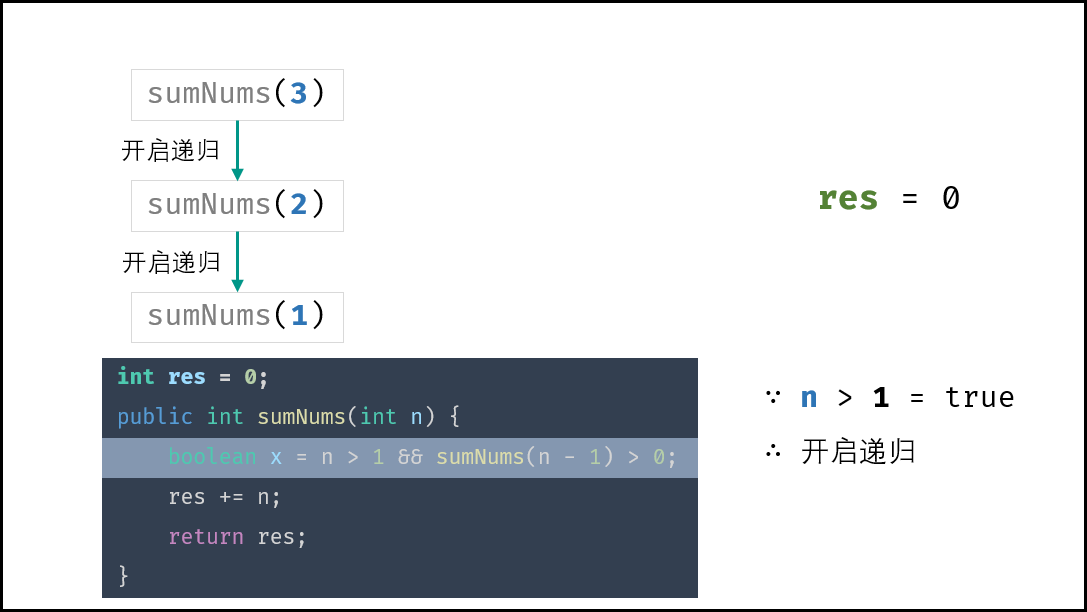 sumNums(3)
开启递归
sumNums(2)
开启递归
sumNums(1)
res = 0
int res = 0;
public int sumNums(int n) {
    boolean x = n > 1 && sumNums(n - 1) > 0;
    res += n;
    return res;
}
∵ n > 1 = true
∴ 开启递归